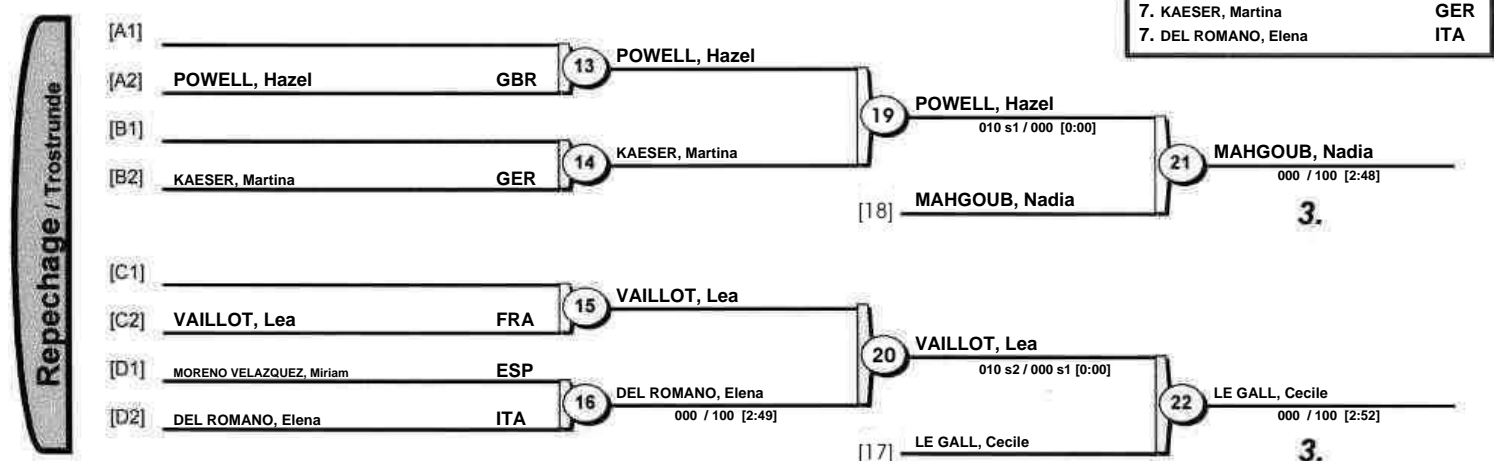 7. KAESER, Martina GER
7. DEL ROMANO, Elena ITA
Repechage / Trostrunde
[A1]
[A2] POWELL, Hazel GBR
13 POWELL, Hazel
[B1]
[B2] KAESER, Martina GER
14 KAESER, Martina
19 POWELL, Hazel
010 s1 / 000 [0:00]
[18] MAHGOUB, Nadia
21 MAHGOUB, Nadia
000 / 100 [2:48]
3.
[C1]
[C2] VAILLOT, Lea FRA
15 VAILLOT, Lea
[D1] MORENO VELAZQUEZ, Miriam ESP
[D2] DEL ROMANO, Elena ITA
16 DEL ROMANO, Elena
000 / 100 [2:49]
20 VAILLOT, Lea
010 s2 / 000 s1 [0:00]
[17] LE GALL, Cecile
22 LE GALL, Cecile
000 / 100 [2:52]
3.